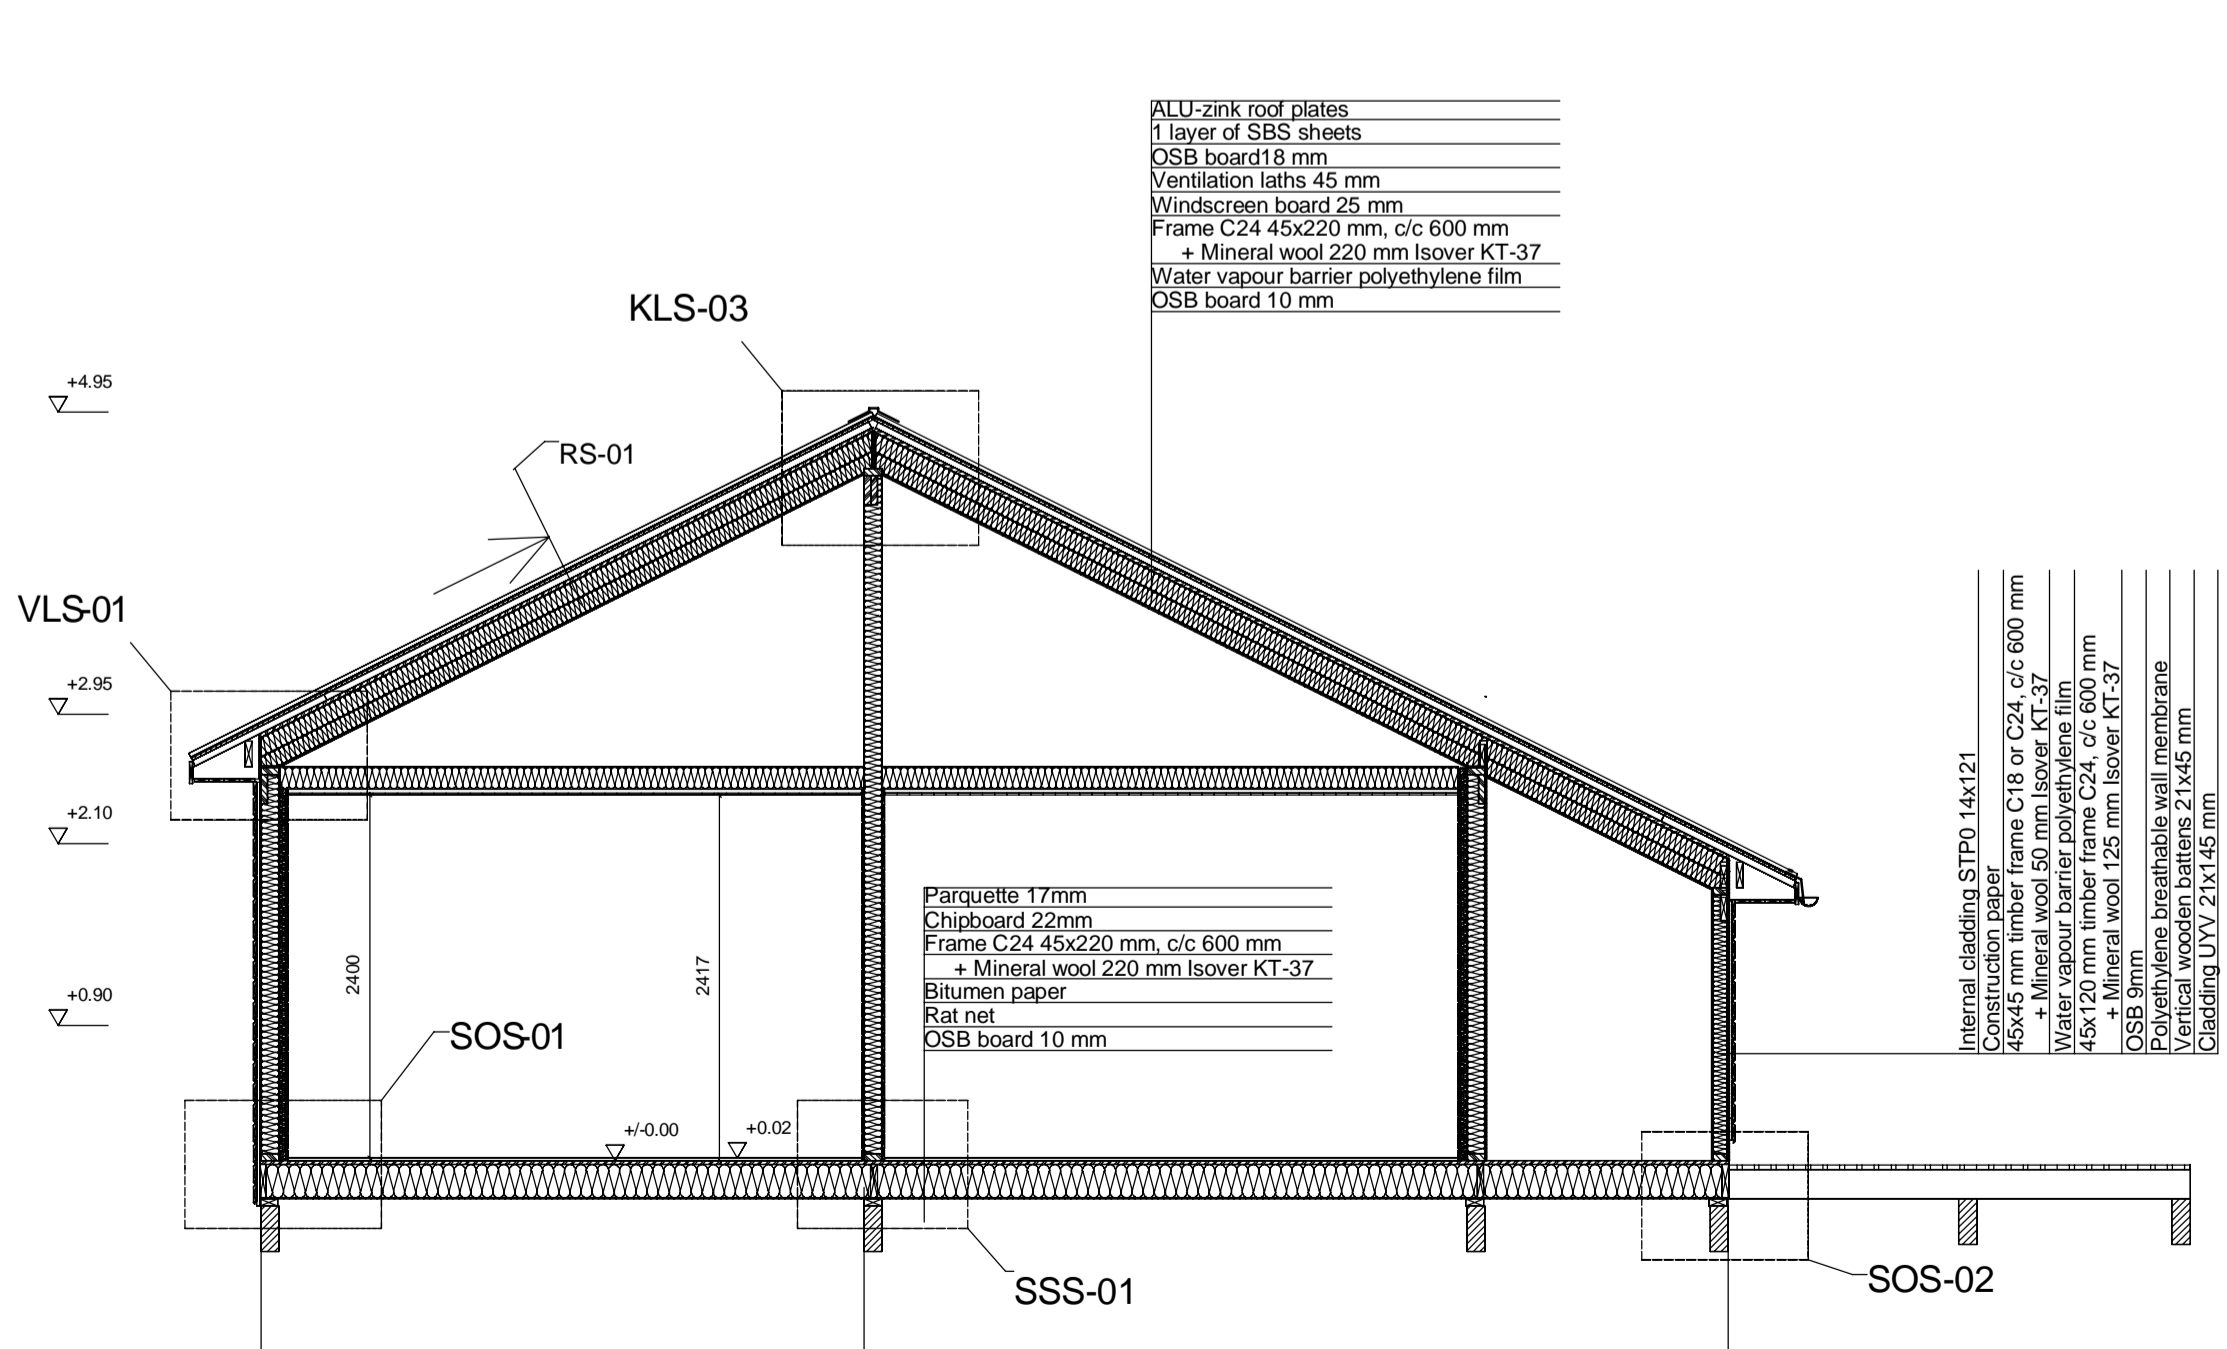 ALU-zink roof plates
1 layer of SBS sheets
OSB board18 mm
Ventilation laths 45 mm
Windscreen board 25 mm
Frame C24 45x220 mm, c/c 600 mm
+ Mineral wool 220 mm Isover KT-37
Water vapour barrier polyethylene film
OSB board 10 mm
KLS-03
+4.95
RS-01
VLS-01
+2.95
+2.10
+0.90
2400
2417
Parquette 17mm
Chipboard 22mm
Frame C24 45x220 mm, c/c 600 mm
+ Mineral wool 220 mm Isover KT-37
Bitumen paper
Rat net
OSB board 10 mm
Internal cladding STP0 14x121
Construction paper
45x45 mm timber frame C18 or C24, c/c 600 mm
+ Mineral wool 50 mm Isover KT-37
Water vapour barrier polyethylene film
45x120 mm timber frame C24, c/c 600 mm
+ Mineral wool 125 mm Isover KT-37
OSB 9mm
Polyethylene breathable wall membrane
Vertical wooden battens 21x45 mm
Cladding UYV 21x145 mm
SOS-01
+/-0.00
+0.02
SSS-01
SOS-02